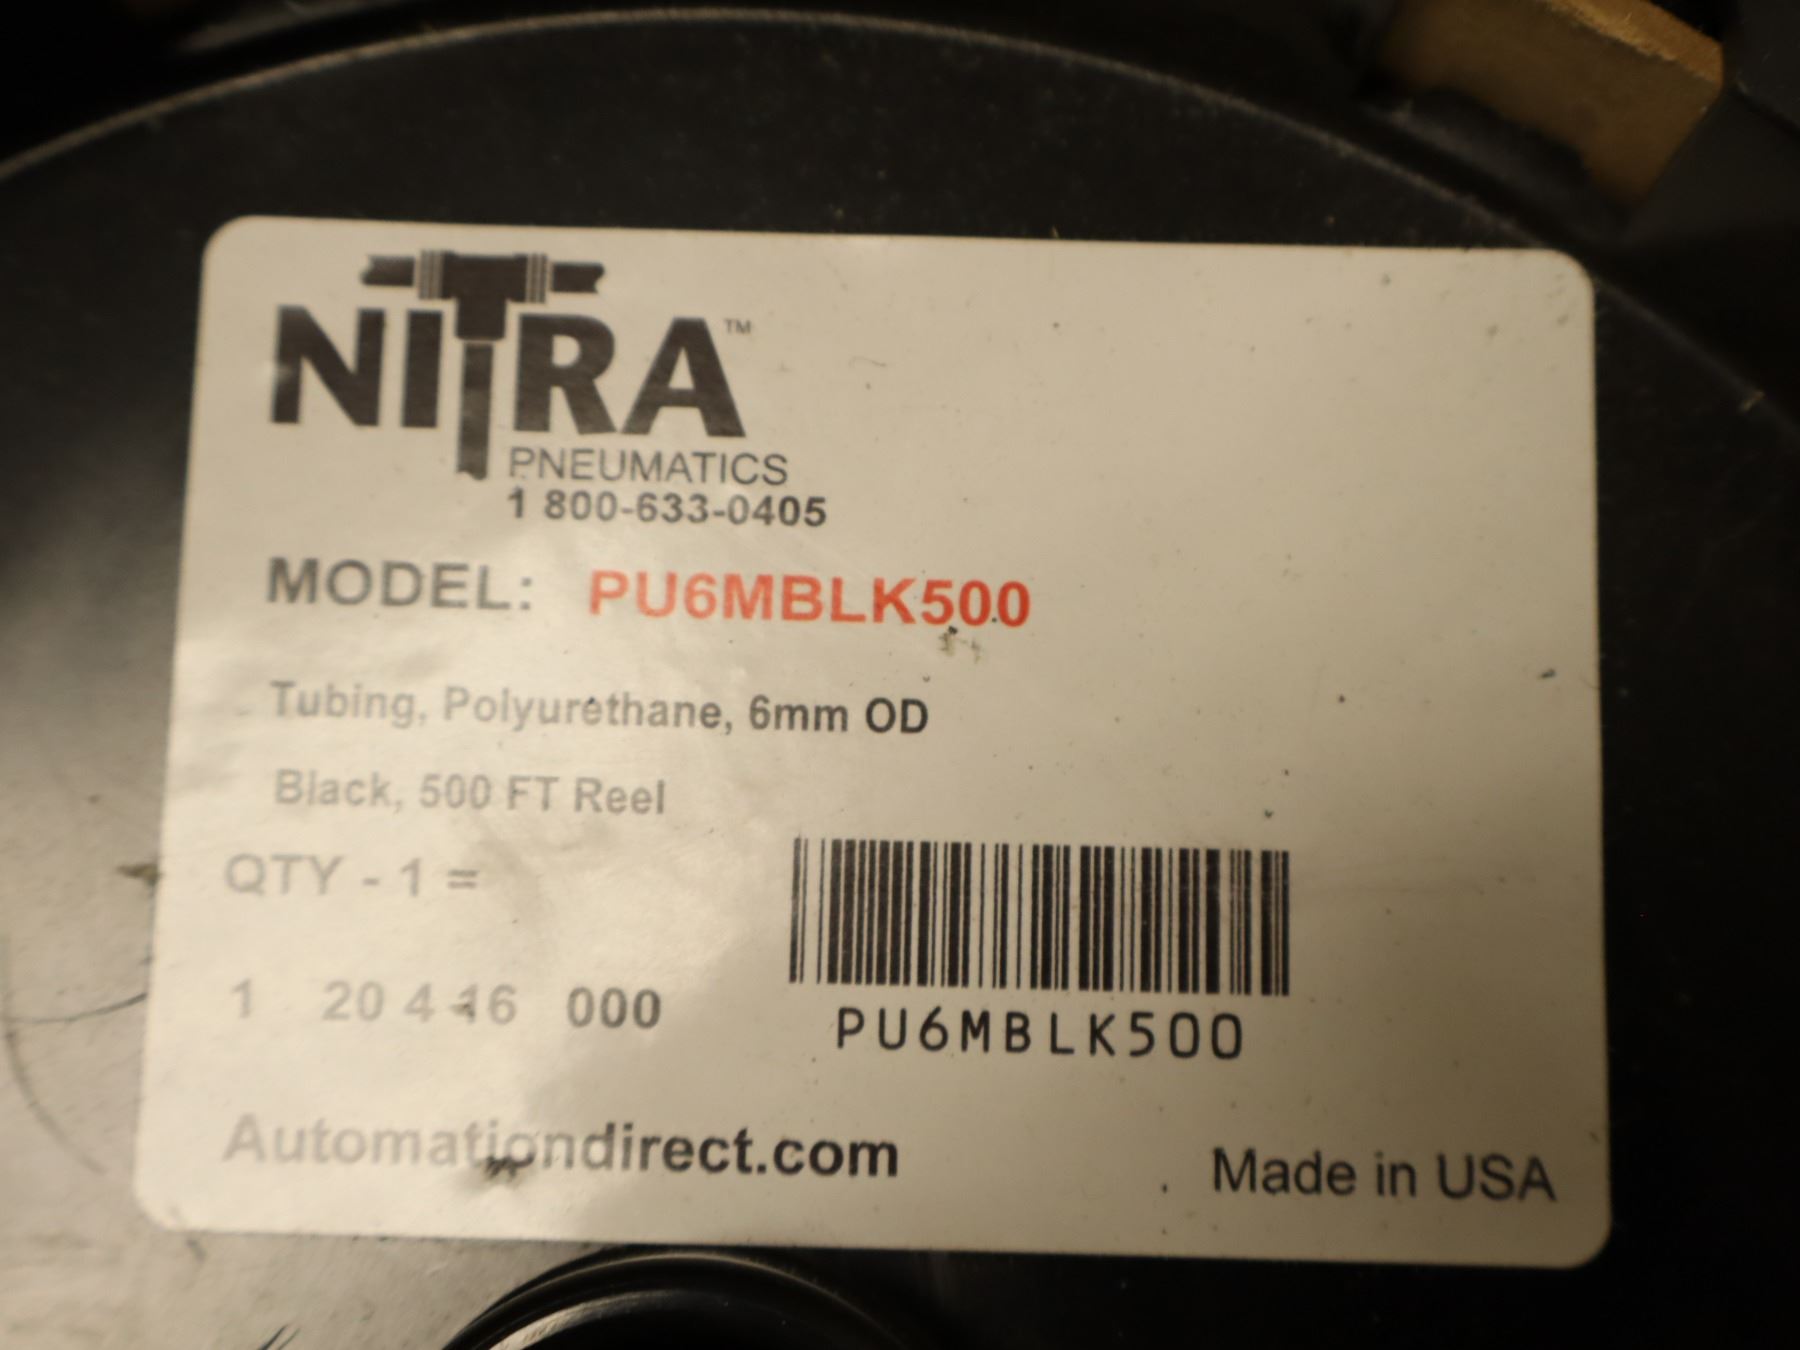 NITRA™
PNEUMATICS
1 800-633-0405
MODEL: PU6MBLK500
Tubing, Polyurethane, 6mm OD
Black, 500 FT Reel
QTY - 1 =
1 20 4 16 000
PU6MBLK500
Automationdirect.com
Made in USA